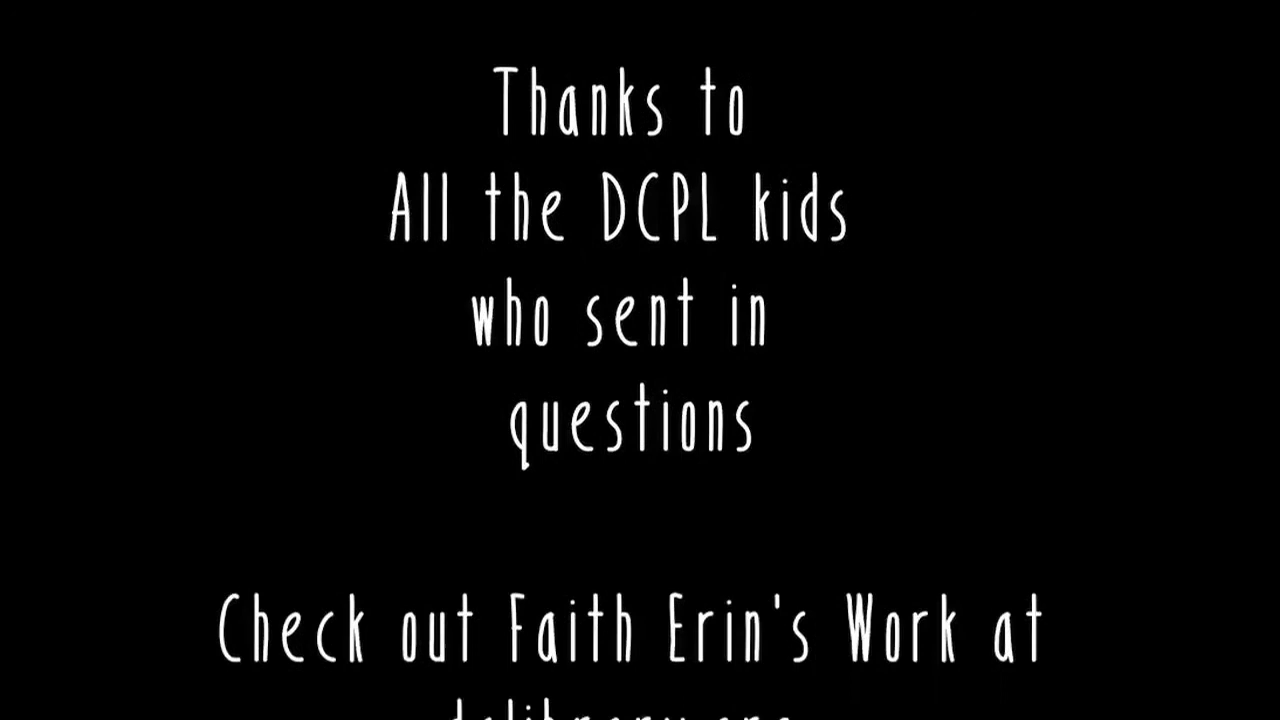 Thanks to
All the DCPL kids
who sent in
questions
Check out Faith Erin's Work at